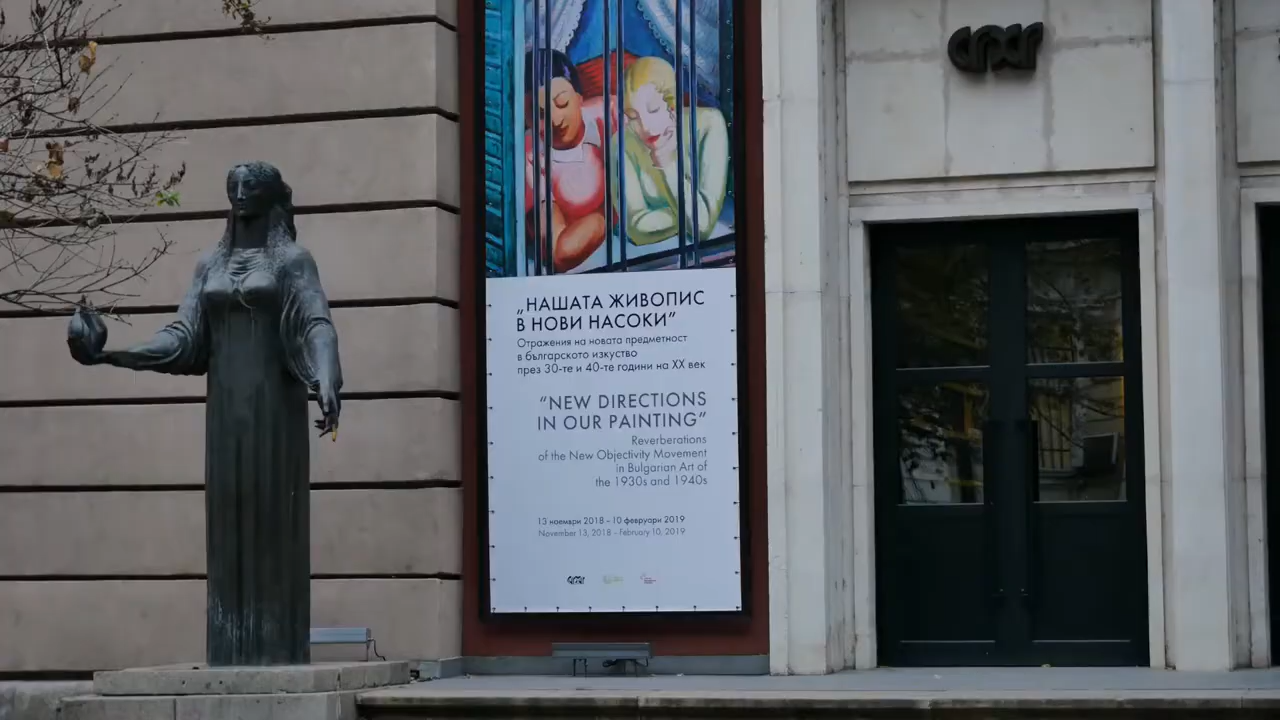 СГХГ
„НАШАТА ЖИВОПИС
В НОВИ НАСОКИ“
Отражения на новата предметност
в българското изкуство
през 30-те и 40-те години на XX век
“NEW DIRECTIONS
IN OUR PAINTING”
Reverberations
of the New Objectivity Movement
in Bulgarian Art of
the 1930s and 1940s
13 ноември 2018 – 10 февруари 2019
November 13, 2018 – February 10, 2019
СГХГ